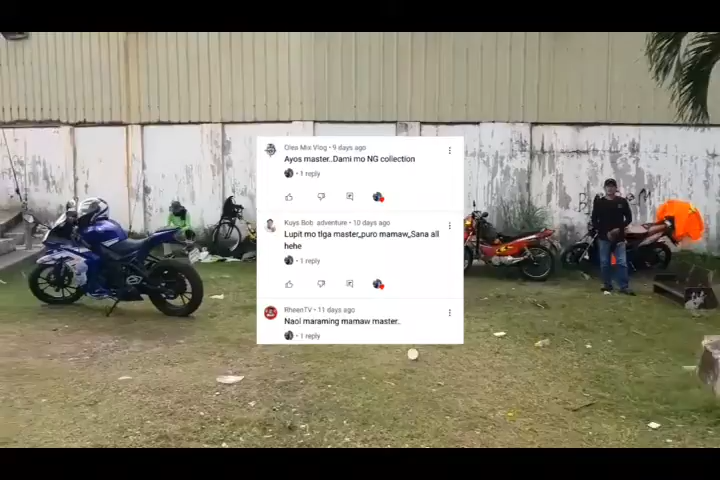 Olea Mix Vlog • 9 days ago
Ayos master..Dami mo NG collection
• 1 reply
Kuys Bob adventure • 10 days ago
Lupit mo tlga master,,puro mamaw,,Sana all
hehe
• 1 reply
RheenTV • 11 days ago
Naol maraming mamaw master..
• 1 reply